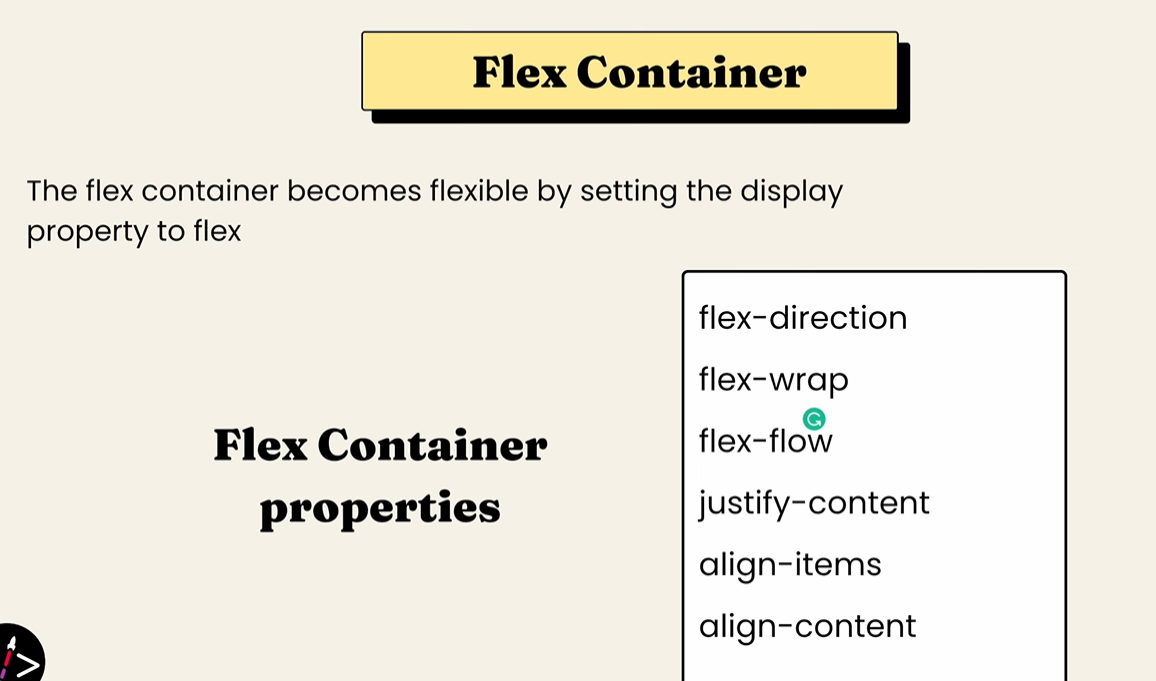 Flex Container
The flex container becomes flexible by setting the display
property to flex
Flex Container
properties
flex-direction
flex-wrap
flex-flow
justify-content
align-items
align-content